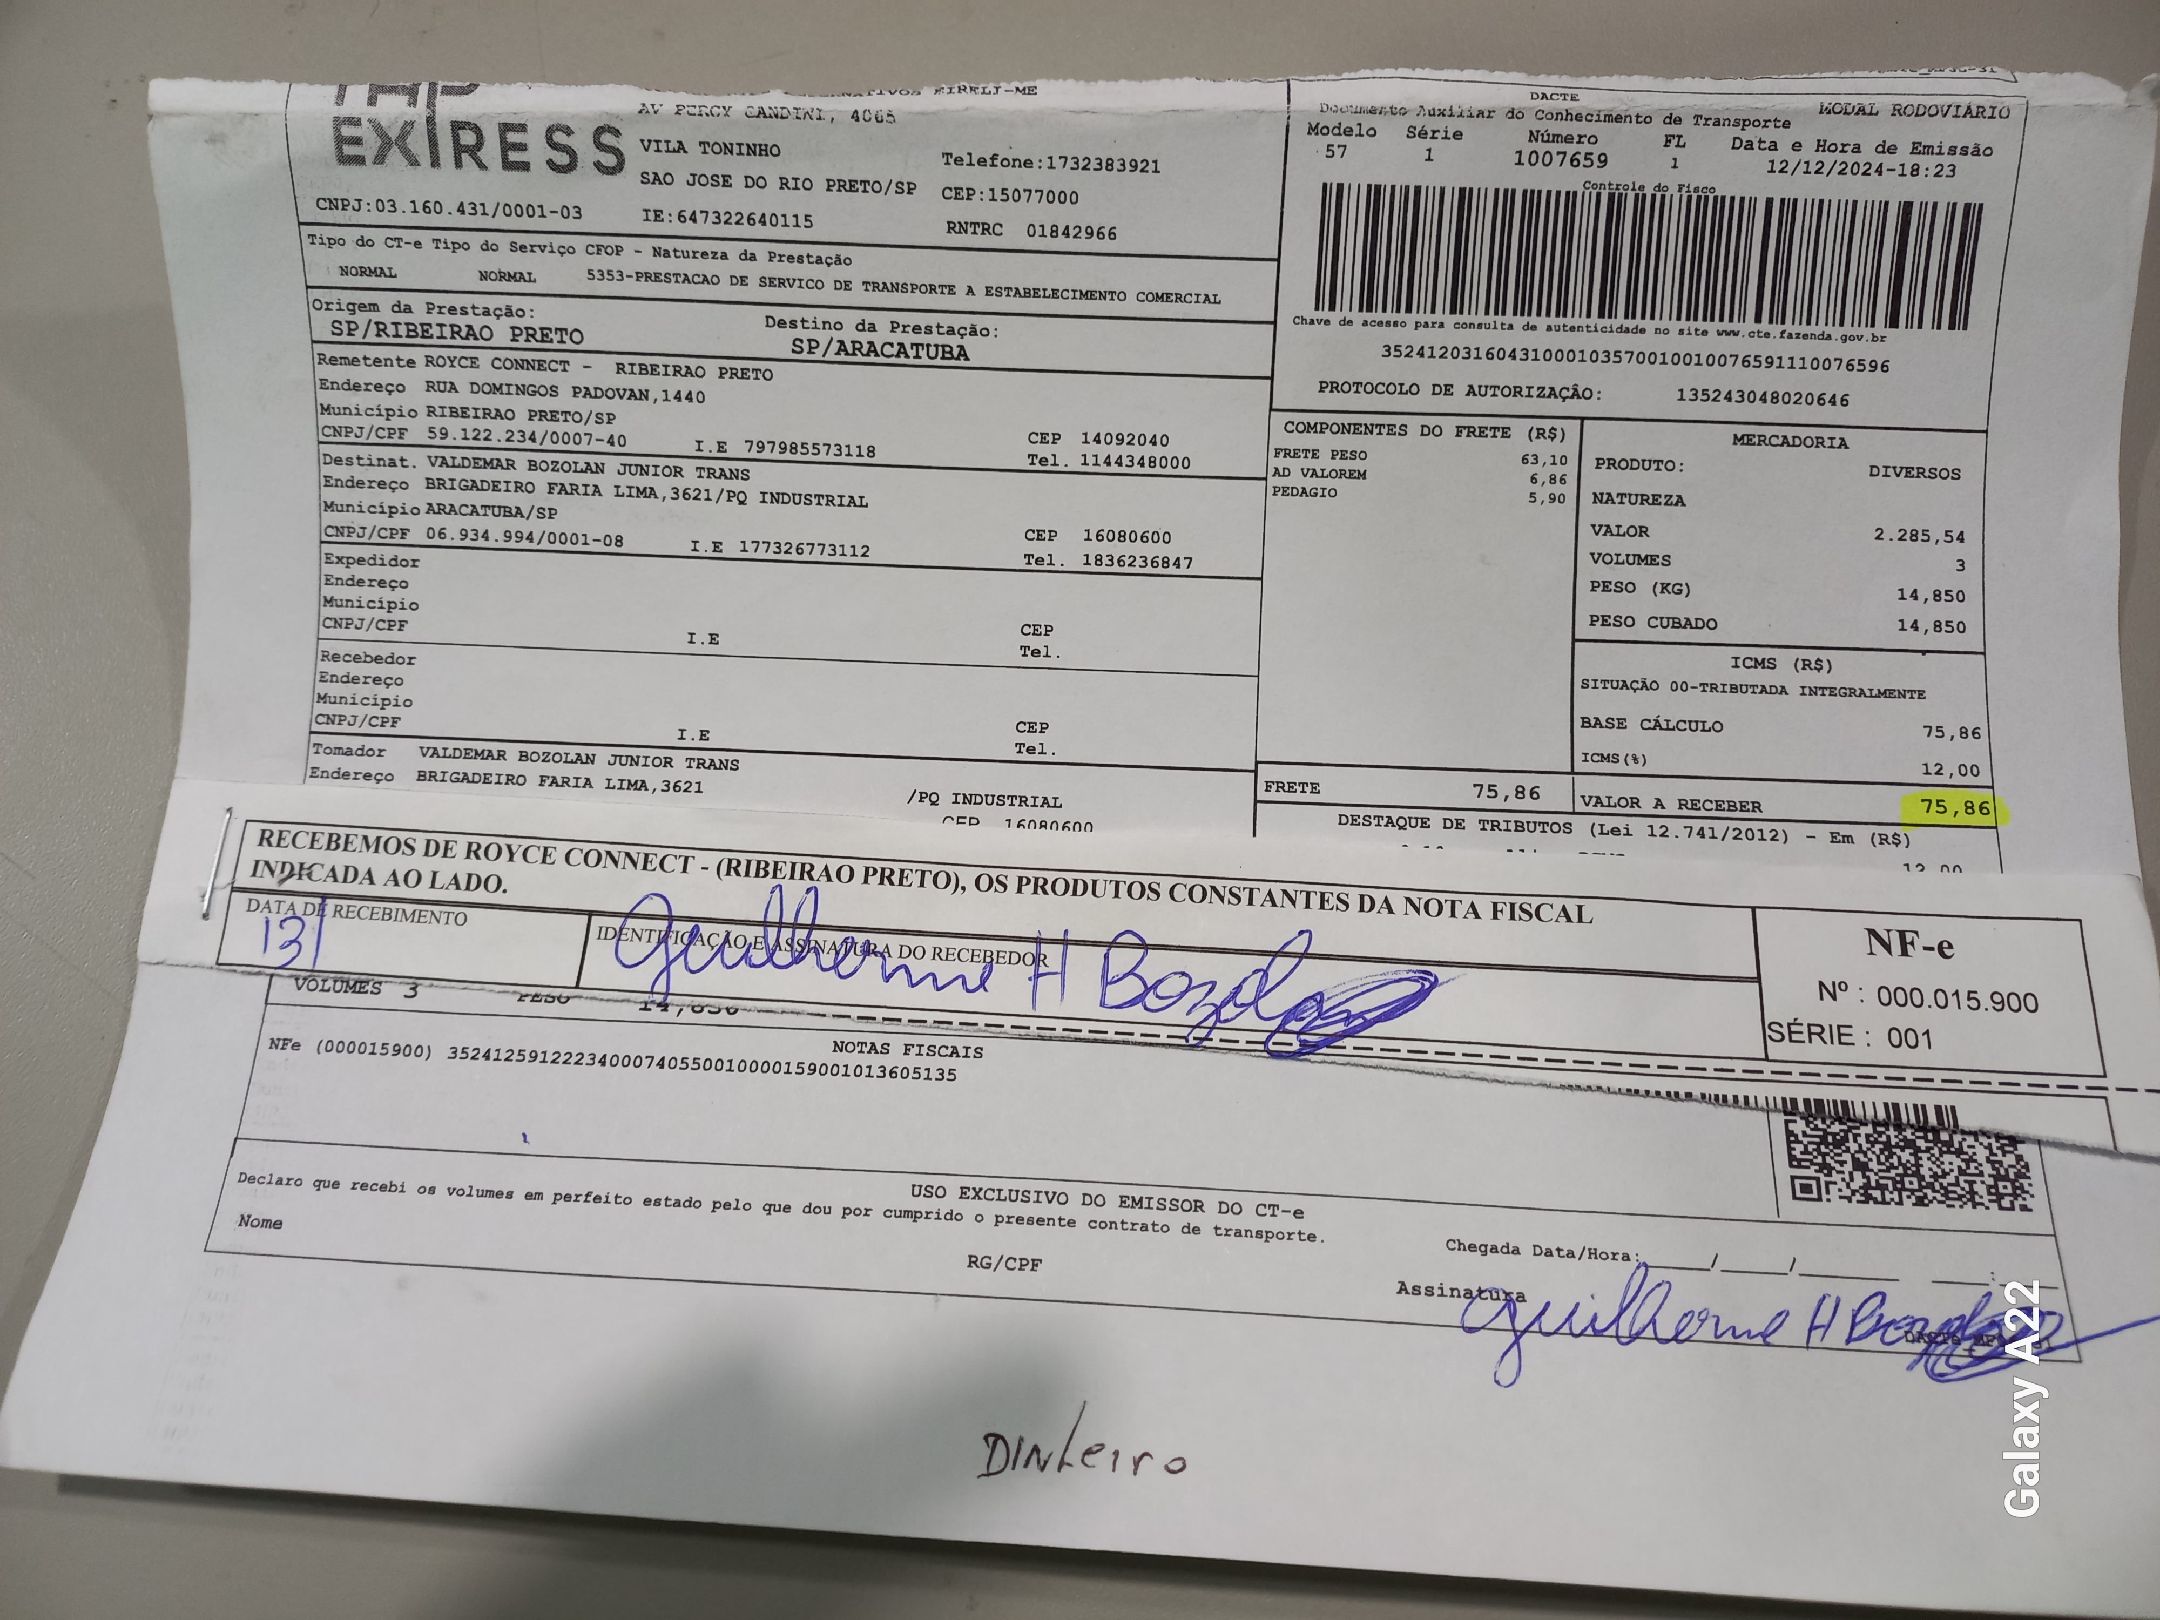 EXPRESS
EIRELI-ME
AV PERCY GANDINI, 4065
VILA TONINHO
Telefone:1732383921
SAO JOSE DO RIO PRETO/SP CEP:15077000
CNPJ:03.160.431/0001-03 IE:647322640115 RNTRC 01842966
DACTE
Documento Auxiliar do Conhecimento de Transporte MODAL RODOVIÁRIO
Modelo Série Número FL Data e Hora de Emissão
57 1 1007659 1 12/12/2024-18:23
Controle do Fisco
Chave de acesso para consulta de autenticidade no site www.cte.fazenda.gov.br
35241203160431000103570010010076591110076596
PROTOCOLO DE AUTORIZAÇÂO: 135243048020646
Tipo do CT-e Tipo do Serviço CFOP - Natureza da Prestação
NORMAL NORMAL 5353-PRESTACAO DE SERVICO DE TRANSPORTE A ESTABELECIMENTO COMERCIAL
Origem da Prestação: Destino da Prestação:
SP/RIBEIRAO PRETO SP/ARACATUBA
Remetente ROYCE CONNECT - RIBEIRAO PRETO
Endereço RUA DOMINGOS PADOVAN,1440
Município RIBEIRAO PRETO/SP CEP 14092040
CNPJ/CPF 59.122.234/0007-40 I.E 797985573118 Tel. 1144348000
Destinat. VALDEMAR BOZOLAN JUNIOR TRANS
Endereço BRIGADEIRO FARIA LIMA,3621/PQ INDUSTRIAL
Município ARACATUBA/SP CEP 16080600
CNPJ/CPF 06.934.994/0001-08 I.E 177326773112 Tel. 1836236847
Expedidor
Endereço
Município CEP
CNPJ/CPF I.E Tel.
Recebedor
Endereço
Município CEP
CNPJ/CPF I.E Tel.
Tomador VALDEMAR BOZOLAN JUNIOR TRANS
Endereço BRIGADEIRO FARIA LIMA,3621 /PQ INDUSTRIAL
CEP 16080600
COMPONENTES DO FRETE (R$)
FRETE PESO 63,10
AD VALOREM 6,86
PEDAGIO 5,90
FRETE 75,86
MERCADORIA
PRODUTO: DIVERSOS
NATUREZA
VALOR 2.285,54
VOLUMES 3
PESO (KG) 14,850
PESO CUBADO 14,850
ICMS (R$)
SITUAÇÃO 00-TRIBUTADA INTEGRALMENTE
BASE CÁLCULO 75,86
ICMS(%) 12,00
VALOR A RECEBER 75,86
DESTAQUE DE TRIBUTOS (Lei 12.741/2012) - Em (R$)
12,00
RECEBEMOS DE ROYCE CONNECT - (RIBEIRAO PRETO), OS PRODUTOS CONSTANTES DA NOTA FISCAL
INDICADA AO LADO.
DATA DE RECEBIMENTO IDENTIFICAÇÃO E ASSINATURA DO RECEBEDOR
13/ Guilherme H Bozolan
NF-e
Nº : 000.015.900
SÉRIE : 001
VOLUMES 3 PESO 14,850
NOTAS FISCAIS
NFe (000015900) 35241259122234000740550010000159001013605135
USO EXCLUSIVO DO EMISSOR DO CT-e
Declaro que recebi os volumes em perfeito estado pelo que dou por cumprido o presente contrato de transporte.
Nome RG/CPF
Chegada Data/Hora: / / :
Assinatura
Guilherme H Bozolan
Dinheiro
Galaxy A22